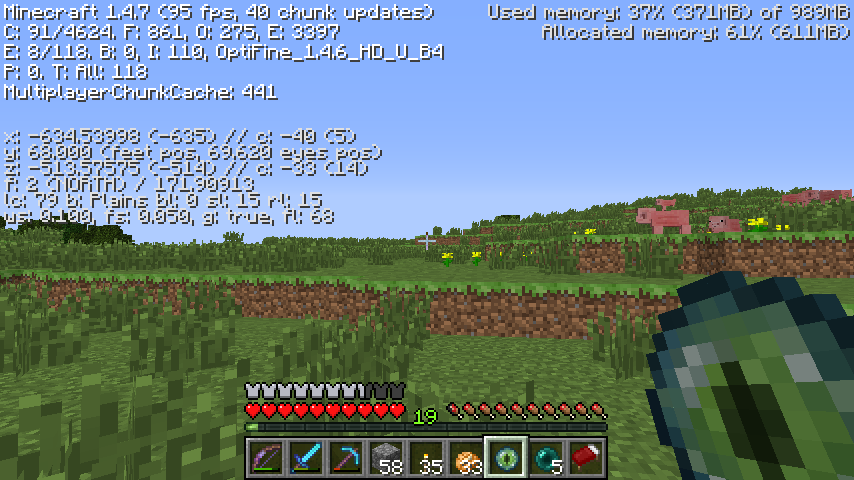 Minecraft 1.4.7 (95 fps, 40 chunk updates)
C: 91/4624, F: 861, O: 275, E: 3397
E: 8/118, B: 0, I: 110, OptiFine_1.4.6_HD_U_B4
P: 0, T: All: 118
MultiplayerChunkCache: 441
Used memory: 37% (371MB) of 989MB
Allocated memory: 61% (611MB)
x: -634.53998 (-635) // c: -40 (5)
y: 68.000 (feet pos, 69.620 eyes pos)
z: -513.57575 (-514) // c: -33 (14)
f: 2 (NORTH) / 171.90913
lc: 79 b: Plains bl: 0 sl: 15 rl: 15
ws: 0.100, fs: 0.050, g: true, fl: 68
19
58 35 33 5